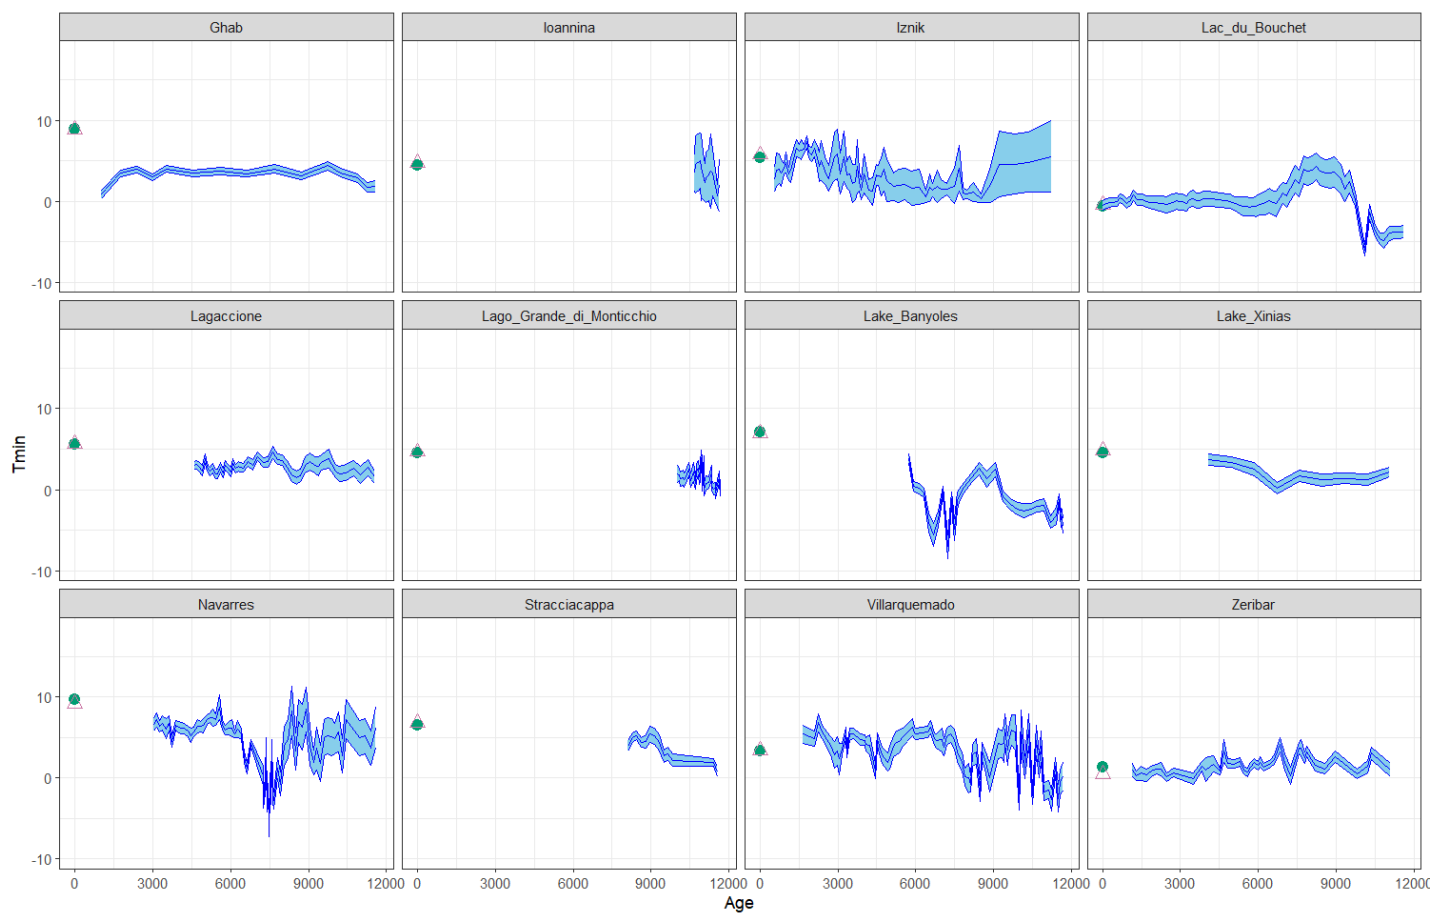 Ghab Ioannina Iznik Lac_du_Bouchet
10
0
-10
Lagaccione Lago_Grande_di_Monticchio Lake_Banyoles Lake_Xinias
10
0
-10
Tmin
Navarres Stracciacappa Villarquemado Zeribar
10
0
-10
0 3000 6000 9000 12000 0 3000 6000 9000 12000 0 3000 6000 9000 12000 0 3000 6000 9000 12000
Age